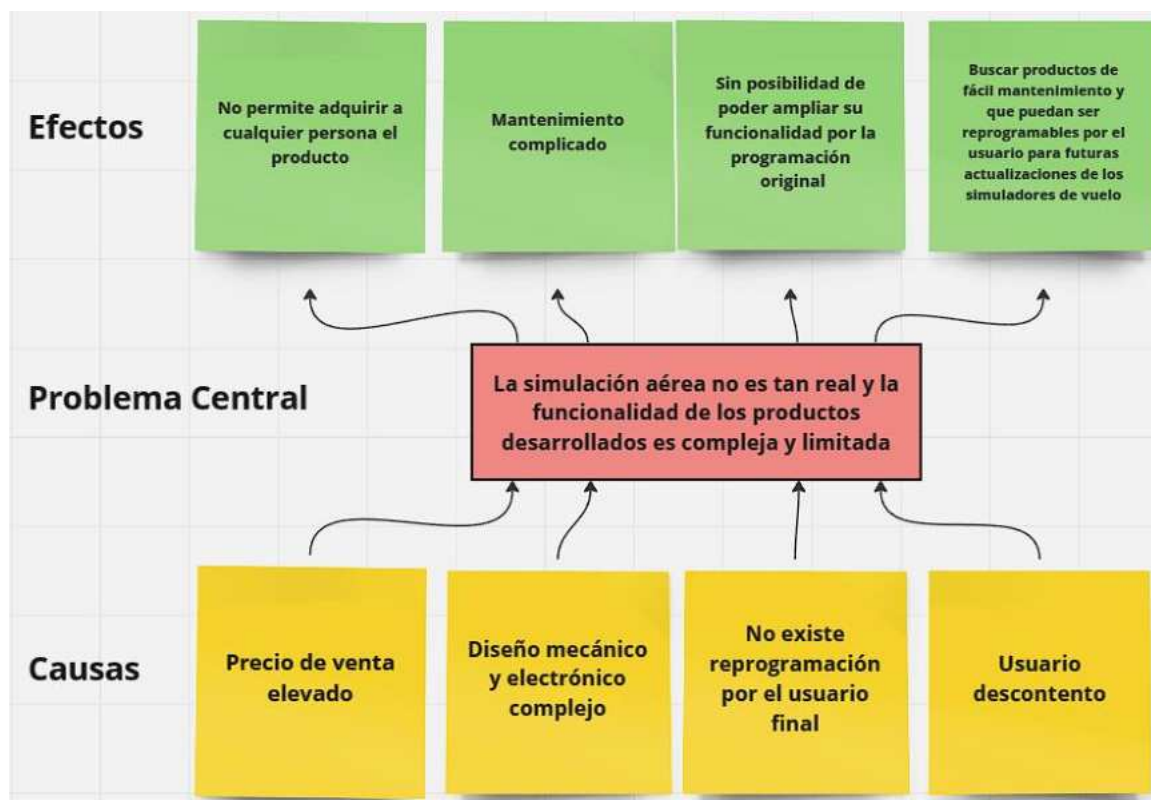 Efectos
No permite adquirir a
cualquier persona el
producto
Mantenimiento
complicado
Sin posibilidad de
poder ampliar su
funcionalidad por la
programación
original
Buscar productos de
fácil mantenimiento y
que puedan ser
reprogramables por el
usuario para futuras
actualizaciones de los
simuladores de vuelo
Problema Central
La simulación aérea no es tan real y la
funcionalidad de los productos
desarrollados es compleja y limitada
Causas
Precio de venta
elevado
Diseño mecánico
y electrónico
complejo
No existe
reprogramación
por el usuario
final
Usuario
descontento